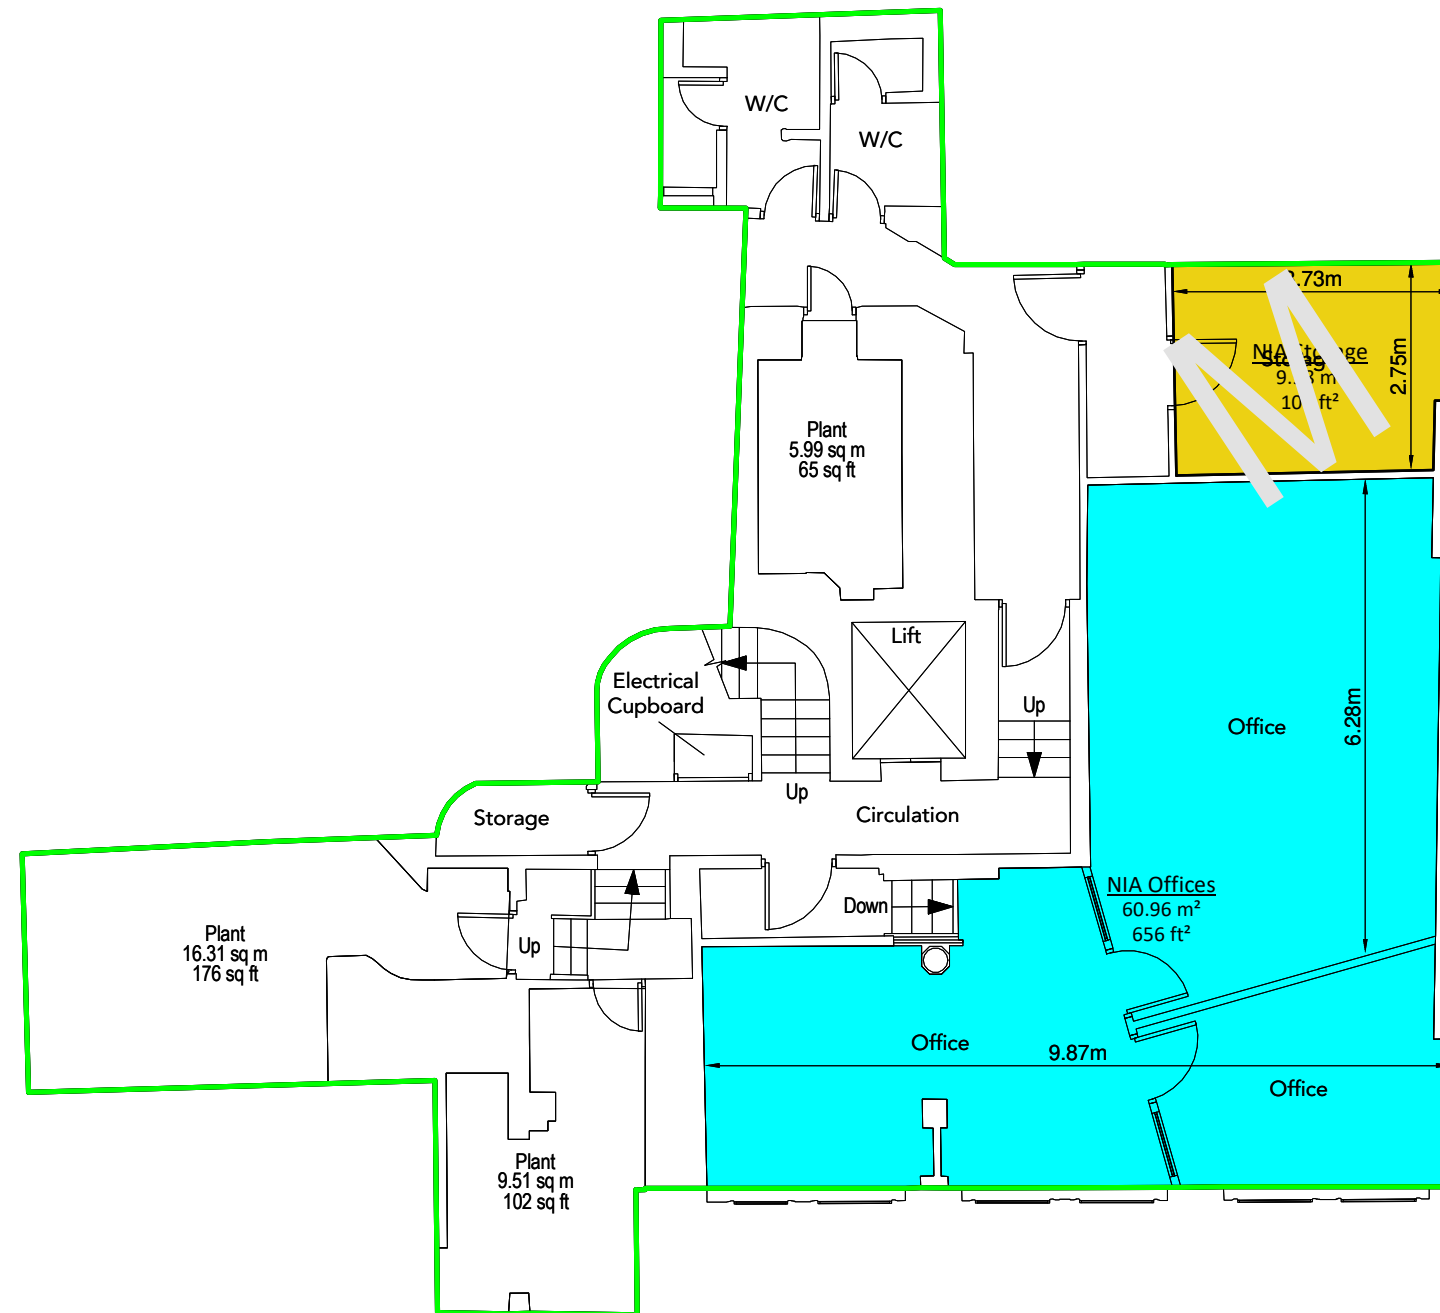 W/C
W/C
2.75m
Plant
5.99 sq m
65 sq ft
Lift
Electrical
Cupboard
Up
Office
6.28m
Up
Storage
Circulation
NIA Offices
60.96 m²
656 ft²
Down
Plant
16.31 sq m
176 sq ft
Up
Office
9.87m
Office
Plant
9.51 sq m
102 sq ft
NIA Storage
Storage
ft²